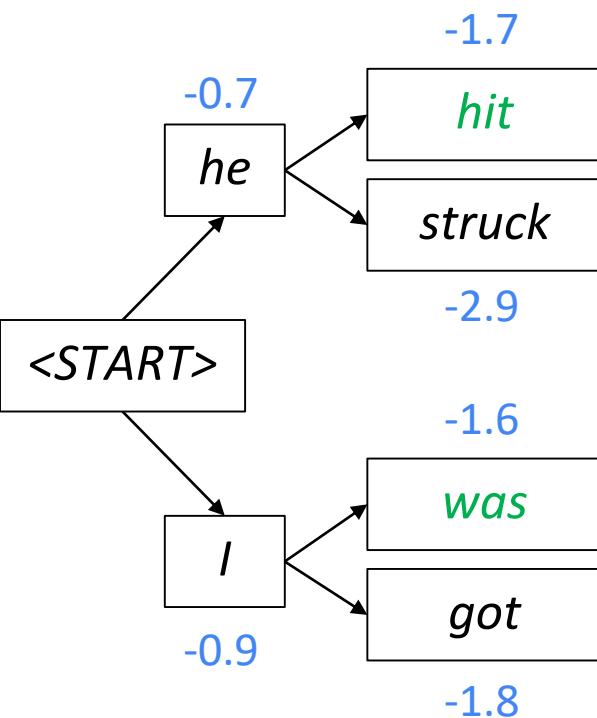 -1.7
-0.7
hit
he
struck
-2.9
<START>
-1.6
was
I
got
-0.9
-1.8